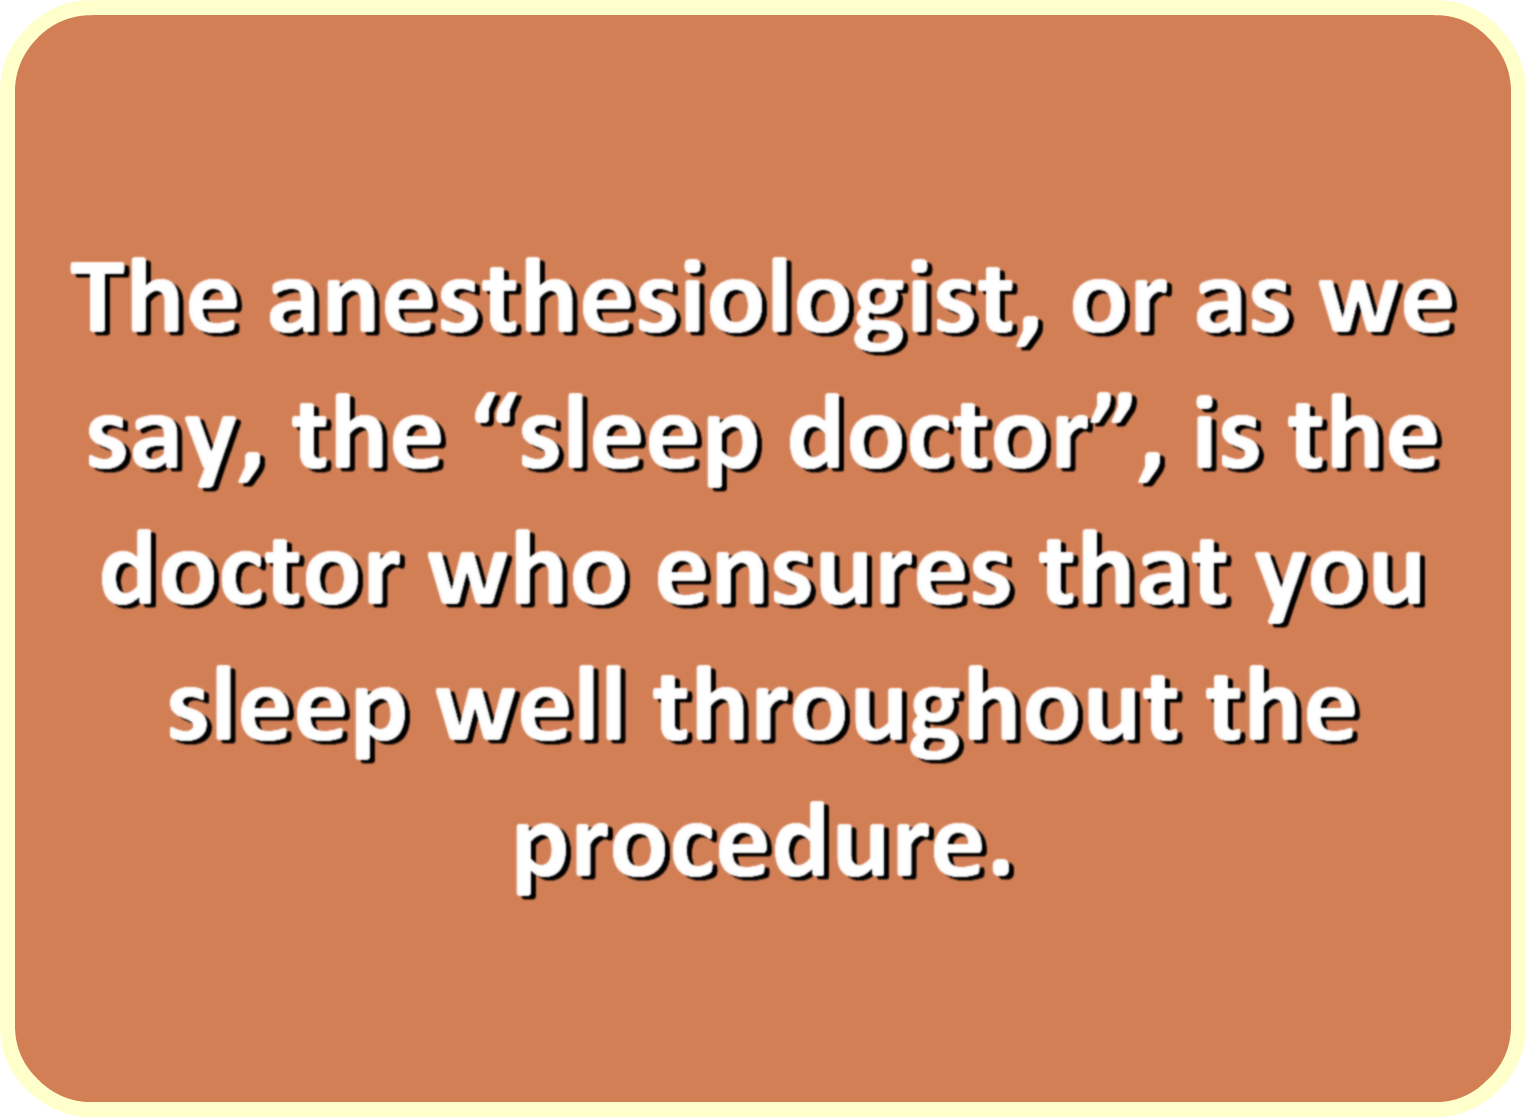 The anesthesiologist, or as we
say, the “sleep doctor”, is the
doctor who ensures that you
sleep well throughout the
procedure.